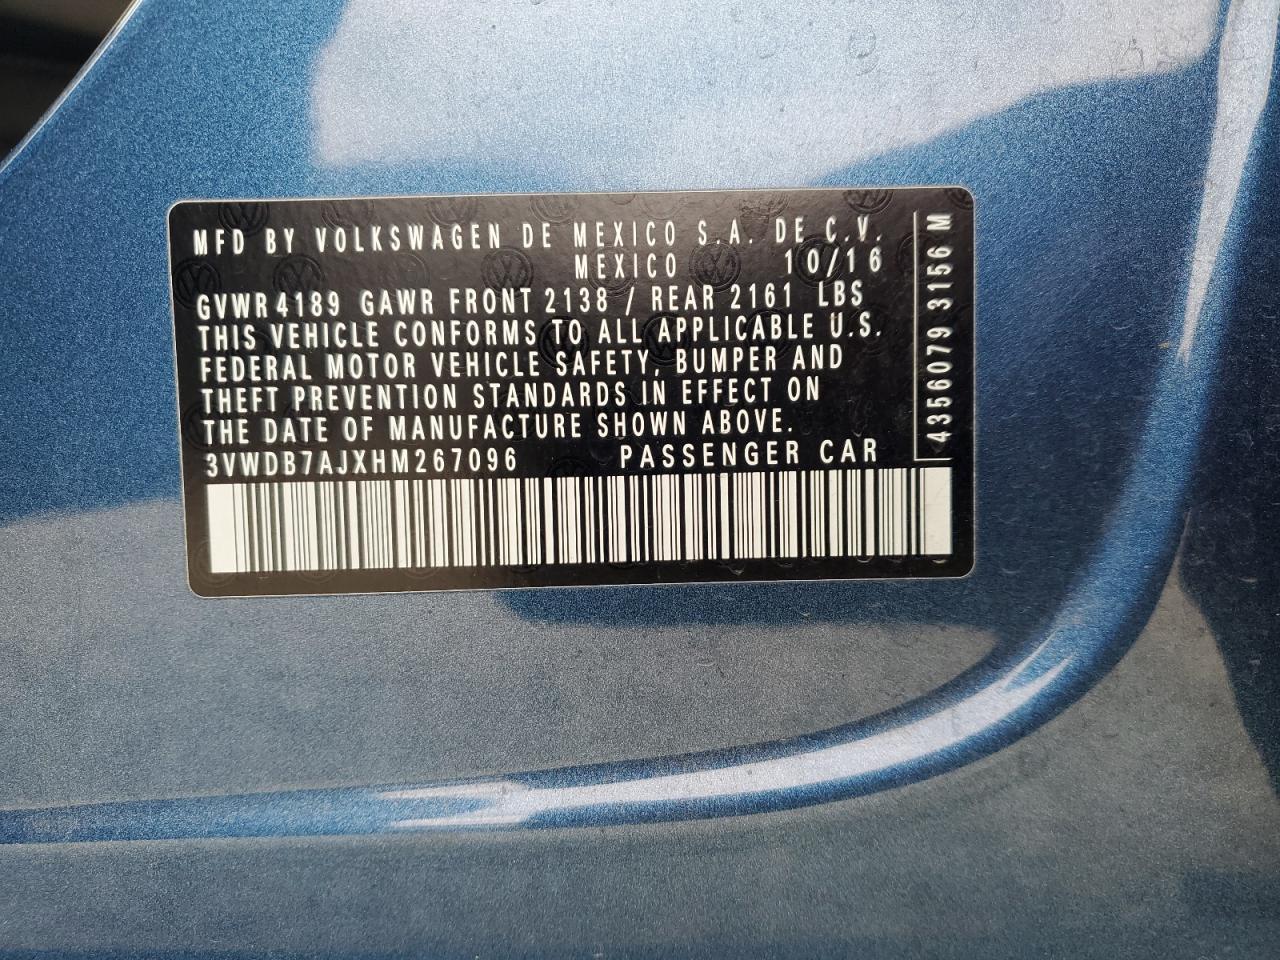 MFD BY VOLKSWAGEN DE MEXICO S.A. DE C.V.
MEXICO 10/16
GVWR 4189 GAWR FRONT 2138 / REAR 2161 LBS
THIS VEHICLE CONFORMS TO ALL APPLICABLE U.S.
FEDERAL MOTOR VEHICLE SAFETY, BUMPER AND
THEFT PREVENTION STANDARDS IN EFFECT ON
THE DATE OF MANUFACTURE SHOWN ABOVE.
3VWDB7AJXHM267096 PASSENGER CAR
4356079 3156 M